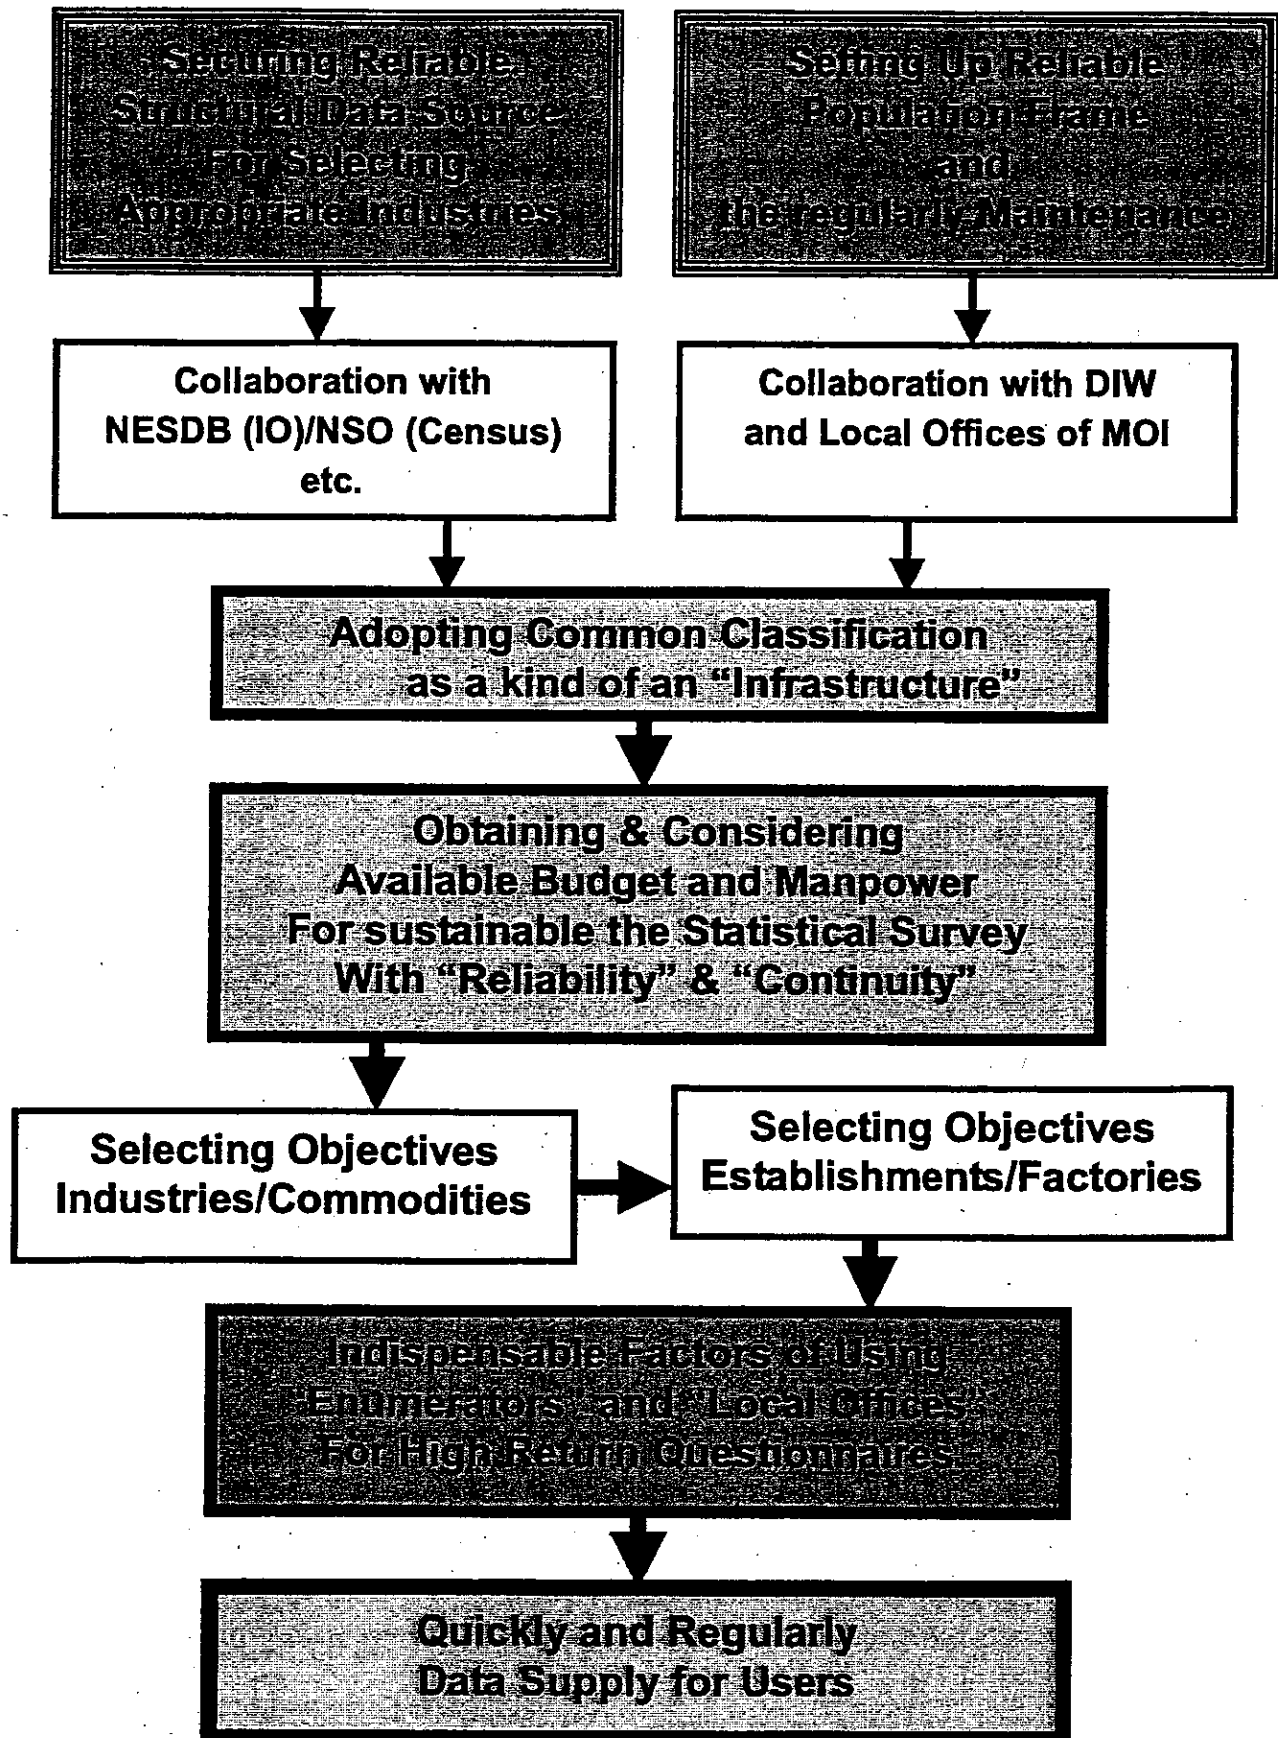 Securing Reliable
Structural Data Source
For Selecting
Appropriate Industries
Setting Up Reliable
Population Frame
and
the regularly Maintenance
Collaboration with
NESDB (IO)/NSO (Census)
etc.
Collaboration with DIW
and Local Offices of MOI
Adopting Common Classification
as a kind of an “Infrastructure”
Obtaining & Considering
Available Budget and Manpower
For sustainable the Statistical Survey
With “Reliability” & “Continuity”
Selecting Objectives
Industries/Commodities
Selecting Objectives
Establishments/Factories
Indispensable Factors of Using
“Enumerators” and “Local Offices”
For High Return Questionnaires
Quickly and Regularly
Data Supply for Users